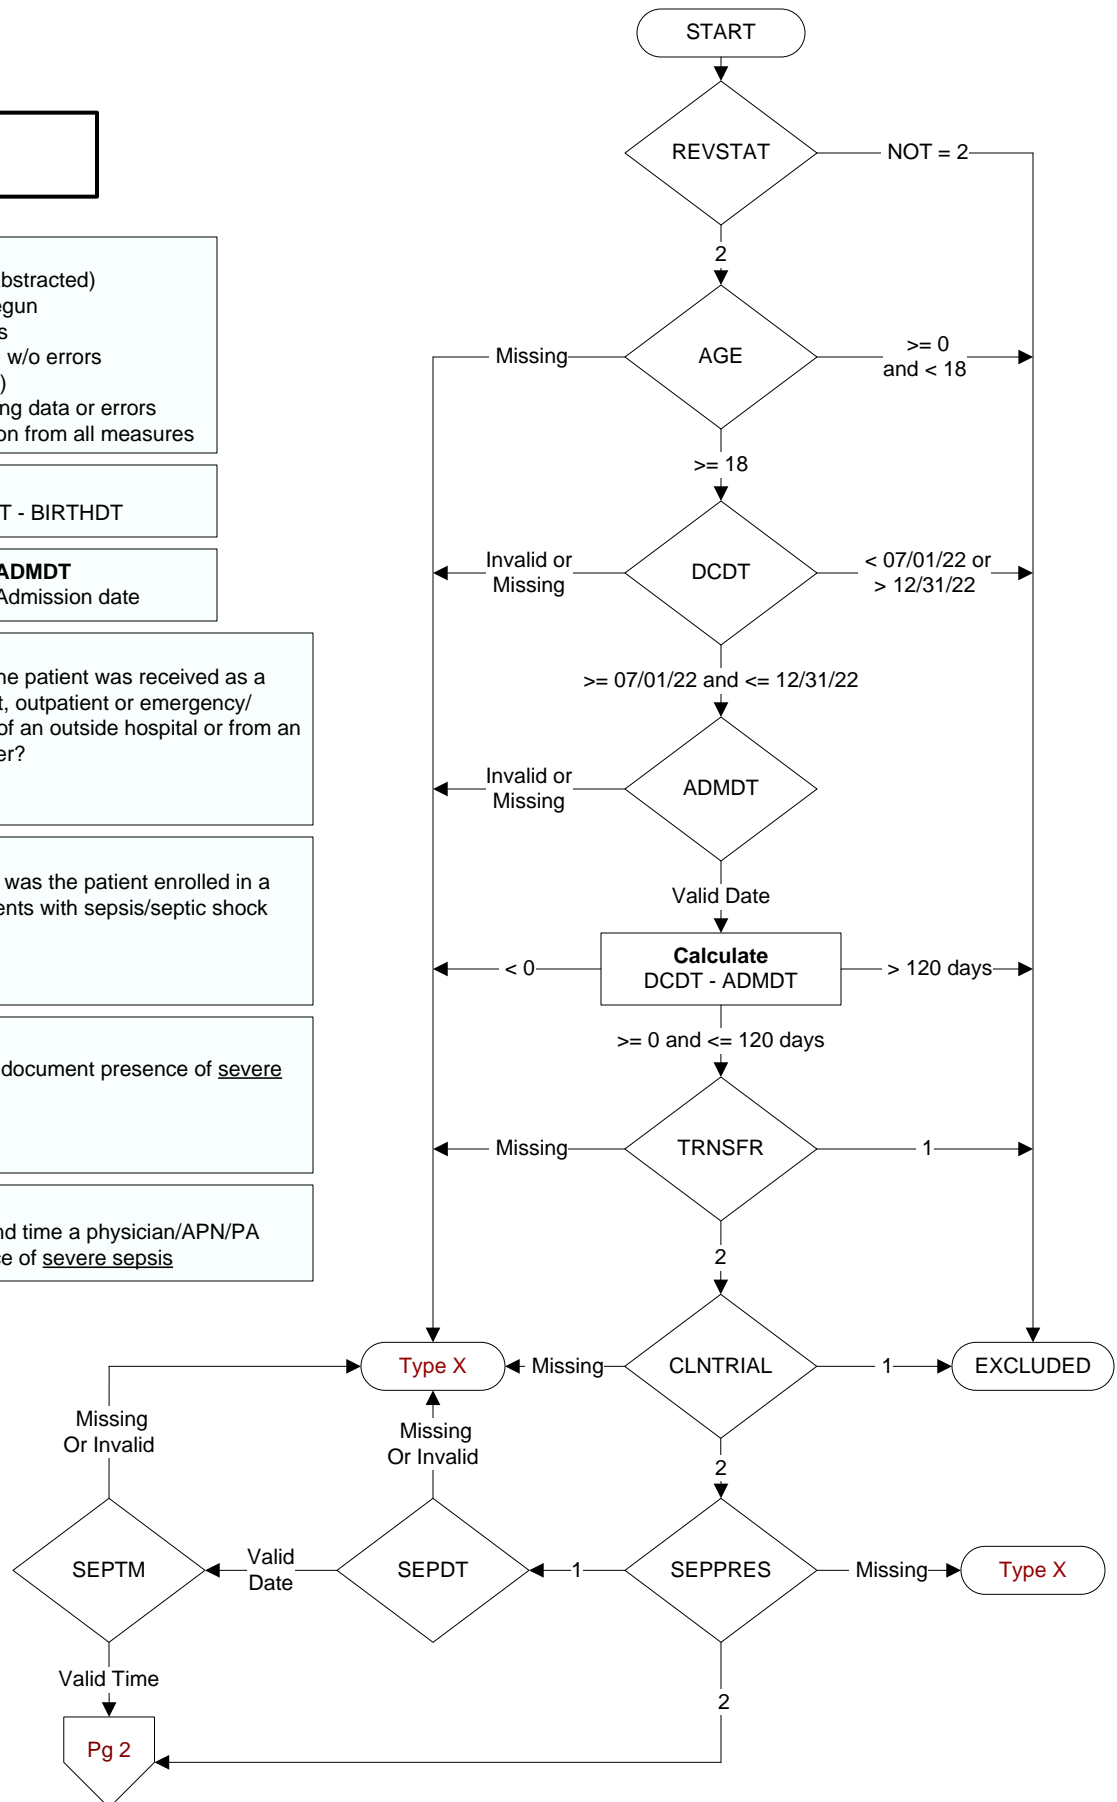 START
REVSTAT
NOT = 2
2
AGE
Missing
>= 0
and < 18
>= 18
DCDT
Invalid or
Missing
< 07/01/22 or
> 12/31/22
>= 07/01/22 and <= 12/31/22
ADMDT
Invalid or
Missing
Valid Date
Calculate
DCDT - ADMDT
< 0
> 120 days
>= 0 and <= 120 days
TRNSFR
Missing
1
2
CLNTRIAL
Missing
Type X
1
EXCLUDED
2
Missing
Or Invalid
Missing
Or Invalid
SEPTM
Valid
Date
SEPDT
1
SEPPRES
Missing
Type X
Valid Time
2
Pg 2
bstracted)
egun
s
w/o errors
)
ng data or errors
on from all measures
T - BIRTHDT
ADMDT
Admission date
he patient was received as a
t, outpatient or emergency/
of an outside hospital or from an
er?
was the patient enrolled in a
ents with sepsis/septic shock
document presence of severe
nd time a physician/APN/PA
ce of severe sepsis